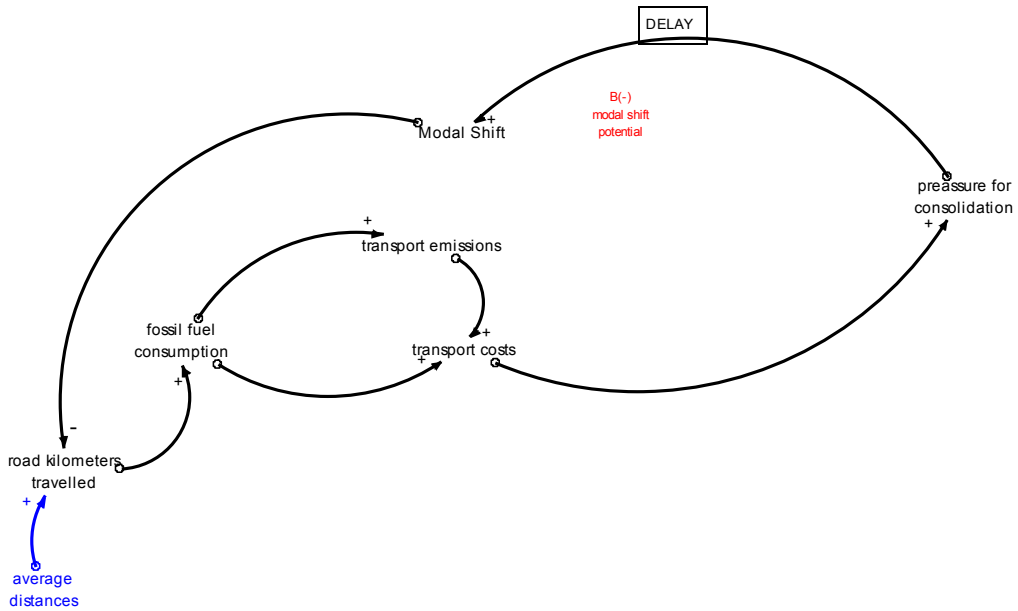 DELAY
B(-)
modal shift
potential
+
Modal Shift
preassure for
consolidation
+
+
transport emissions
fossil fuel
consumption
+
transport costs
+
+
-
road kilometers
travelled
+
average
distances